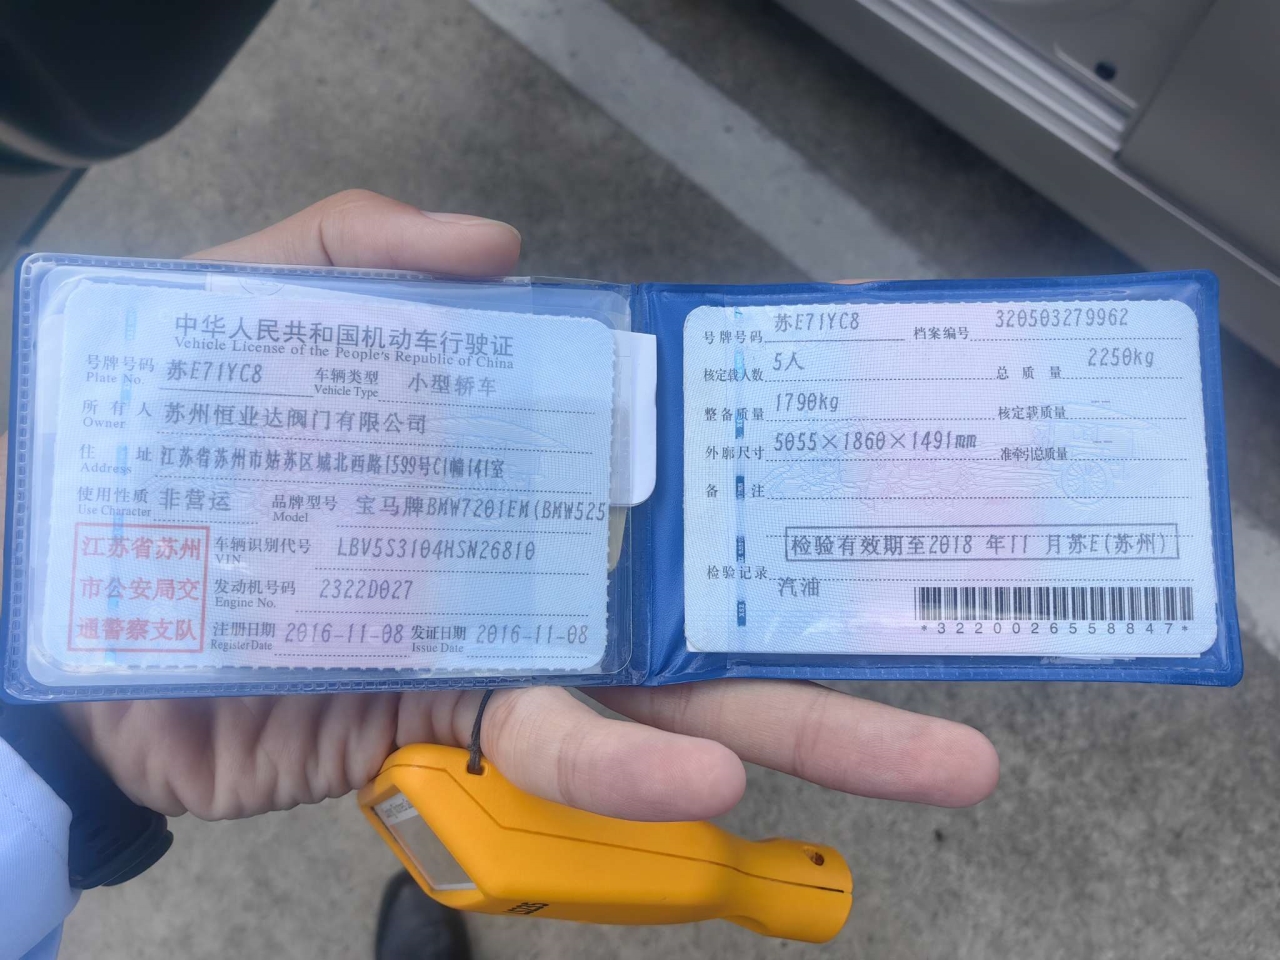 中华人民共和国机动车行驶证
Vehicle License of the People's Republic of China
号牌号码 苏E71YC8 车辆类型 小型轿车
Plate No. Vehicle Type
所有人 苏州恒业达阀门有限公司
Owner
住址 江苏省苏州市姑苏区城北西路1599号C1幢141室
Address
使用性质 非营运 品牌型号 宝马牌BMW7201EM(BMW525
Use Character Model
江苏省苏州
市公安局交
通警察支队
车辆识别代号 LBV5S3104HSN26810
VIN
发动机号码 2322D027
Engine No.
注册日期 2016-11-08 发证日期 2016-11-08
Register Date Issue Date
号牌号码 苏E71YC8 档案编号 320503279962
核定载人数 5人 总质量 2250kg
整备质量 1790kg 核定载质量 --
外廓尺寸 5055×1860×1491mm 准牵引总质量 --
备注
检验有效期至2018 年11 月苏E(苏州)
检验记录
汽油
*3220026558847*